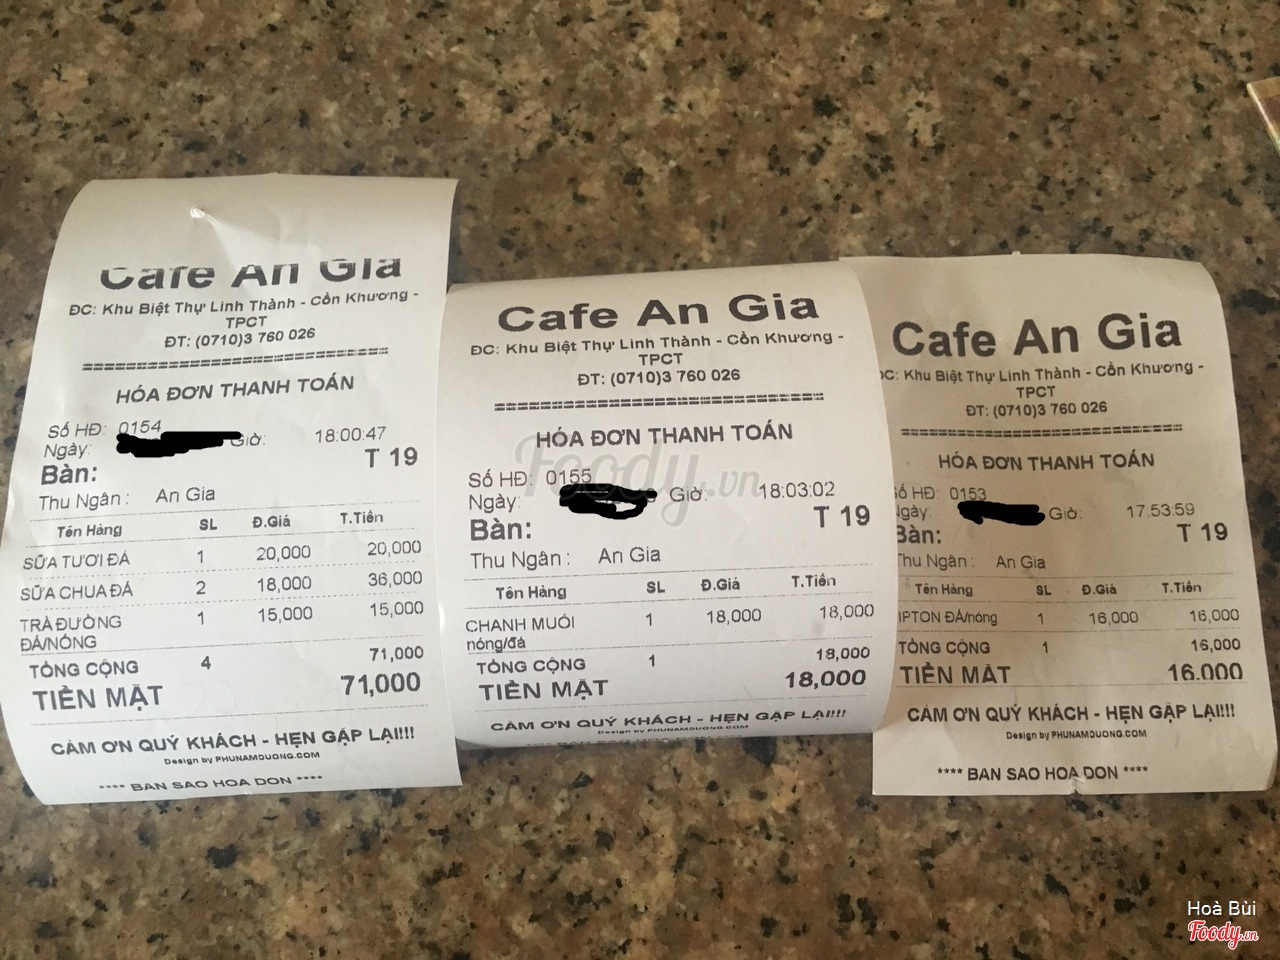 Cafe An Gia
ĐC: Khu Biệt Thự Linh Thành - Cồn Khương -
TPCT
ĐT: (0710)3 760 026
==================================
HÓA ĐƠN THANH TOÁN
Số HĐ: 0154
Ngày: Giờ: 18:00:47
Bàn: T 19
Thu Ngân : An Gia
Tên Hàng SL Đ.Giá T.Tiền
SỮA TƯƠI ĐÁ 1 20,000 20,000
SỮA CHUA ĐÁ 2 18,000 36,000
TRÀ ĐƯỜNG 1 15,000 15,000
ĐÁ/NÓNG
TỔNG CỘNG 4 71,000
TIỀN MẶT 71,000
CẢM ƠN QUÝ KHÁCH - HẸN GẶP LẠI!!!
Design by PHUNAMDUONG.COM
**** BAN SAO HOA DON ****
Cafe An Gia
ĐC: Khu Biệt Thự Linh Thành - Cồn Khương -
TPCT
ĐT: (0710)3 760 026
==================================
HÓA ĐƠN THANH TOÁN
Số HĐ: 0155
Ngày: Giờ: 18:03:02
Bàn: T 19
Thu Ngân : An Gia
Tên Hàng SL Đ.Giá T.Tiền
CHANH MUỐI 1 18,000 18,000
nóng/đá
TỔNG CỘNG 1 18,000
TIỀN MẶT 18,000
CẢM ƠN QUÝ KHÁCH - HẸN GẶP LẠI!!!
Design by PHUNAMDUONG.COM
Cafe An Gia
ĐC: Khu Biệt Thự Linh Thành - Cồn Khương -
TPCT
ĐT: (0710)3 760 026
==================================
HÓA ĐƠN THANH TOÁN
Số HĐ: 0153
Ngày: Giờ: 17:53:59
Bàn: T 19
Thu Ngân : An Gia
Tên Hàng SL Đ.Giá T.Tiền
IPTON ĐÁ/nóng 1 16,000 16,000
TỔNG CỘNG 1 16,000
TIỀN MẶT 16,000
CẢM ƠN QUÝ KHÁCH - HẸN GẶP LẠI!!!
Design by PHUNAMDUONG.COM
**** BAN SAO HOA DON ****
Foody.vn
Hoà Bùi
Foody.vn